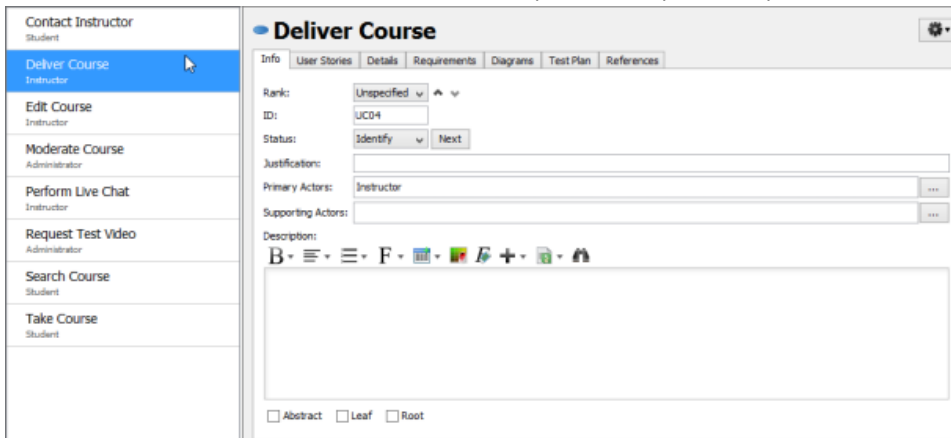 Contact Instructor
Student
Deliver Course
Instructor
Edit Course
Instructor
Moderate Course
Administrator
Perform Live Chat
Instructor
Request Test Video
Administrator
Search Course
Student
Take Course
Student
Deliver Course
Info User Stories Details Requirements Diagrams Test Plan References
Rank: Unspecified
ID: UC04
Status: Identify Next
Justification:
Primary Actors: Instructor ...
Supporting Actors: ...
Description:
B F F
Abstract Leaf Root